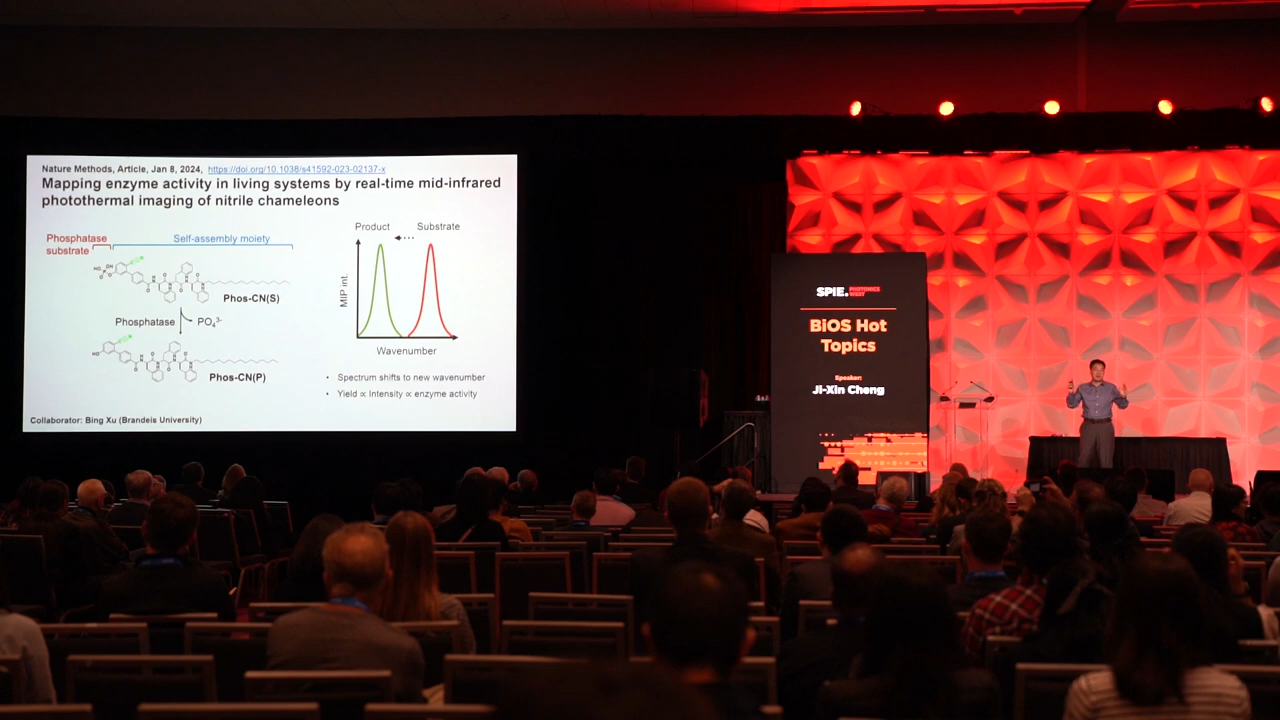 Nature Methods, Article, Jan 8, 2024, https://doi.org/10.1038/s41592-023-02137-x
Mapping enzyme activity in living systems by real-time mid-infrared
photothermal imaging of nitrile chameleons
Phosphatase
substrate
Self-assembly moiety
Phos-CN(S)
Phosphatase
PO₄³⁻
Phos-CN(P)
Product
Substrate
MIP int.
Wavenumber
• Spectrum shifts to new wavenumber
• Yield ∝ Intensity ∝ enzyme activity
Collaborator: Bing Xu (Brandeis University)
SPIE. PHOTONICS
WEST
BiOS Hot
Topics
Speaker:
Ji-Xin Cheng